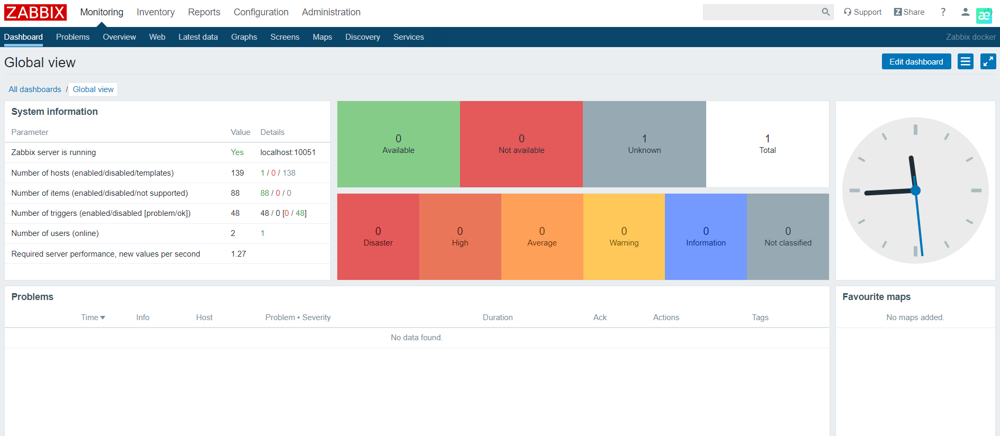 ZABBIX Monitoring Inventory Reports Configuration Administration Support Z Share ? æ
Dashboard Problems Overview Web Latest data Graphs Screens Maps Discovery Services Zabbix docker
Global view Edit dashboard
All dashboards / Global view
System information
Parameter Value Details
Zabbix server is running Yes localhost:10051
Number of hosts (enabled/disabled/templates) 139 1 / 0 / 138
Number of items (enabled/disabled/not supported) 88 88 / 0 / 0
Number of triggers (enabled/disabled [problem/ok]) 48 48 / 0 [0 / 48]
Number of users (online) 2 1
Required server performance, new values per second 1.27
0 0 1 1
Available Not available Unknown Total
0 0 0 0 0 0
Disaster High Average Warning Information Not classified
Problems
Time Info Host Problem • Severity Duration Ack Actions Tags
No data found.
Favourite maps
No maps added.